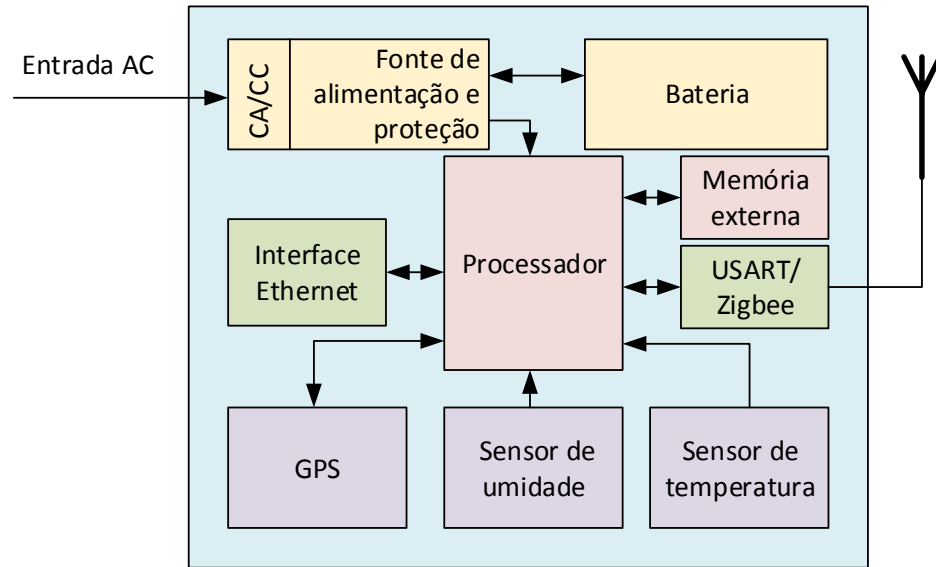 Entrada AC
CA/CC
Fonte de
alimentação e
proteção
Bateria
Memória
externa
Interface
Ethernet
Processador
USART/
Zigbee
GPS
Sensor de
umidade
Sensor de
temperatura